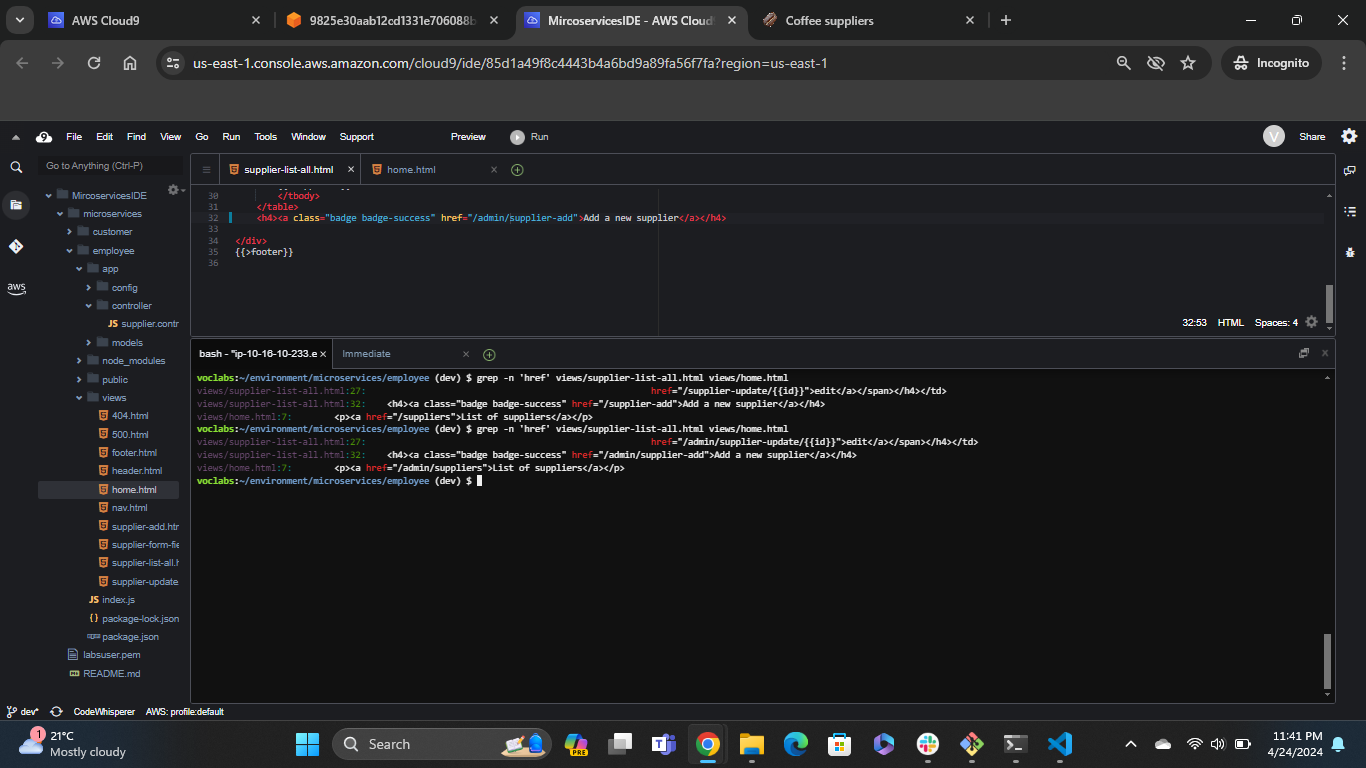 AWS Cloud9
9825e30aab12cd1331e706088b
MircoservicesIDE - AWS Cloud9
Coffee suppliers
us-east-1.console.aws.amazon.com/cloud9/ide/85d1a49f8c4443b4a6bd9a89fa56f7fa?region=us-east-1
Incognito
File Edit Find View Go Run Tools Window Support Preview Run
V Share
Go to Anything (Ctrl-P)
supplier-list-all.html
home.html
MircoservicesIDE
microservices
customer
employee
app
config
controller
JS supplier.contr
models
node_modules
public
views
404.html
500.html
footer.html
header.html
home.html
nav.html
supplier-add.htm
supplier-form-fie
supplier-list-all.h
supplier-update
JS index.js
package-lock.json
package.json
labsuser.pem
README.md
30 </tbody>
31 </table>
32 <h4><a class="badge badge-success" href="/admin/supplier-add">Add a new supplier</a></h4>
33
34 </div>
35 {{>footer}}
36
32:53 HTML Spaces: 4
bash - "ip-10-16-10-233.e
Immediate
voclabs:~/environment/microservices/employee (dev) $ grep -n 'href' views/supplier-list-all.html views/home.html
views/supplier-list-all.html:27: href="/supplier-update/{{id}}">edit</a></span></h4></td>
views/supplier-list-all.html:32: <h4><a class="badge badge-success" href="/supplier-add">Add a new supplier</a></h4>
views/home.html:7: <p><a href="/suppliers">List of suppliers</a></p>
voclabs:~/environment/microservices/employee (dev) $ grep -n 'href' views/supplier-list-all.html views/home.html
views/supplier-list-all.html:27: href="/admin/supplier-update/{{id}}">edit</a></span></h4></td>
views/supplier-list-all.html:32: <h4><a class="badge badge-success" href="/admin/supplier-add">Add a new supplier</a></h4>
views/home.html:7: <p><a href="/admin/suppliers">List of suppliers</a></p>
voclabs:~/environment/microservices/employee (dev) $
dev* CodeWhisperer AWS: profile:default
1
21°C
Mostly cloudy
Search
PRE
11:41 PM
4/24/2024